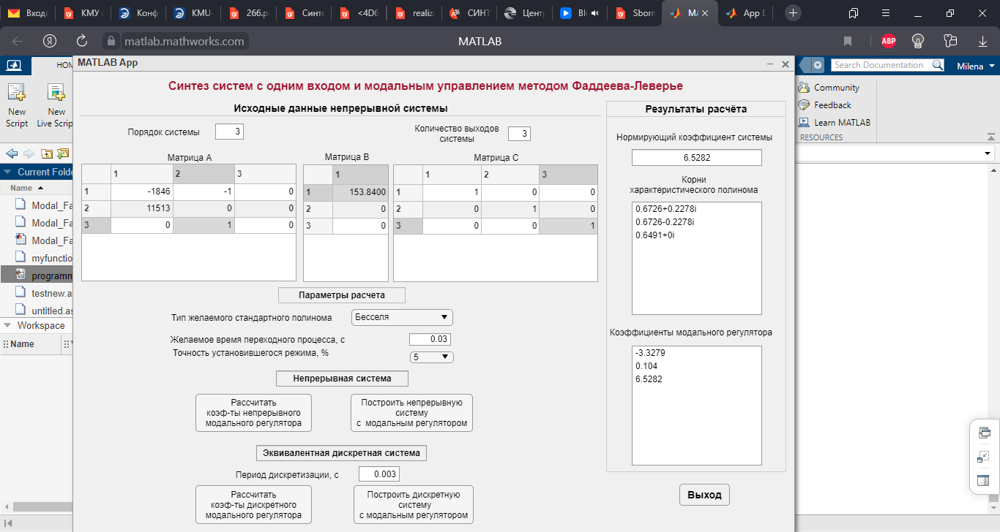 Входя
КМУ
Конф
KMU-
266.p
Синте
<4D6
realiz
СИНТ
Центр
Bl
Sborn
MA
App D
matlab.mathworks.com
MATLAB
ABP
HOM
MATLAB App
Search Documentation
Milena
New
Script
New
Live Scrip
Community
Feedback
Learn MATLAB
RESOURCES
Current Folde
Name
Modal_Fa
Modal_Fa
Modal_Fa
myfunctio
programm
testnew.a
untitled.as
Workspace
Name
Синтез систем с одним входом и модальным управлением методом Фаддеева-Леверье
Исходные данные непрерывной системы
Порядок системы 3
Количество выходов
системы 3
Матрица A
1 2 3
1 -1846 -1 0
2 11513 0 0
3 0 1 0
Матрица B
1
1 153.8400
2 0
3 0
Матрица C
1 2 3
1 1 0 0
2 0 1 0
3 0 0 1
Параметры расчета
Тип желаемого стандартного полинома Бесселя
Желаемое время переходного процесса, с 0.03
Точность установившегося режима, % 5
Непрерывная система
Рассчитать
коэф-ты непрерывного
модального регулятора
Построить непрерывную
систему
с модальным регулятором
Эквивалентная дискретная система
Период дискретизации, с 0.003
Рассчитать
коэф-ты дискретного
модального регулятора
Построить дискретную
систему
с модальным регулятором
Результаты расчёта
Нормирующий коэффициент системы
6.5282
Корни
характеристического полинома
0.6726+0.2278i
0.6726-0.2278i
0.6491+0i
Коэффициенты модального регулятора
-3.3279
0.104
6.5282
Выход